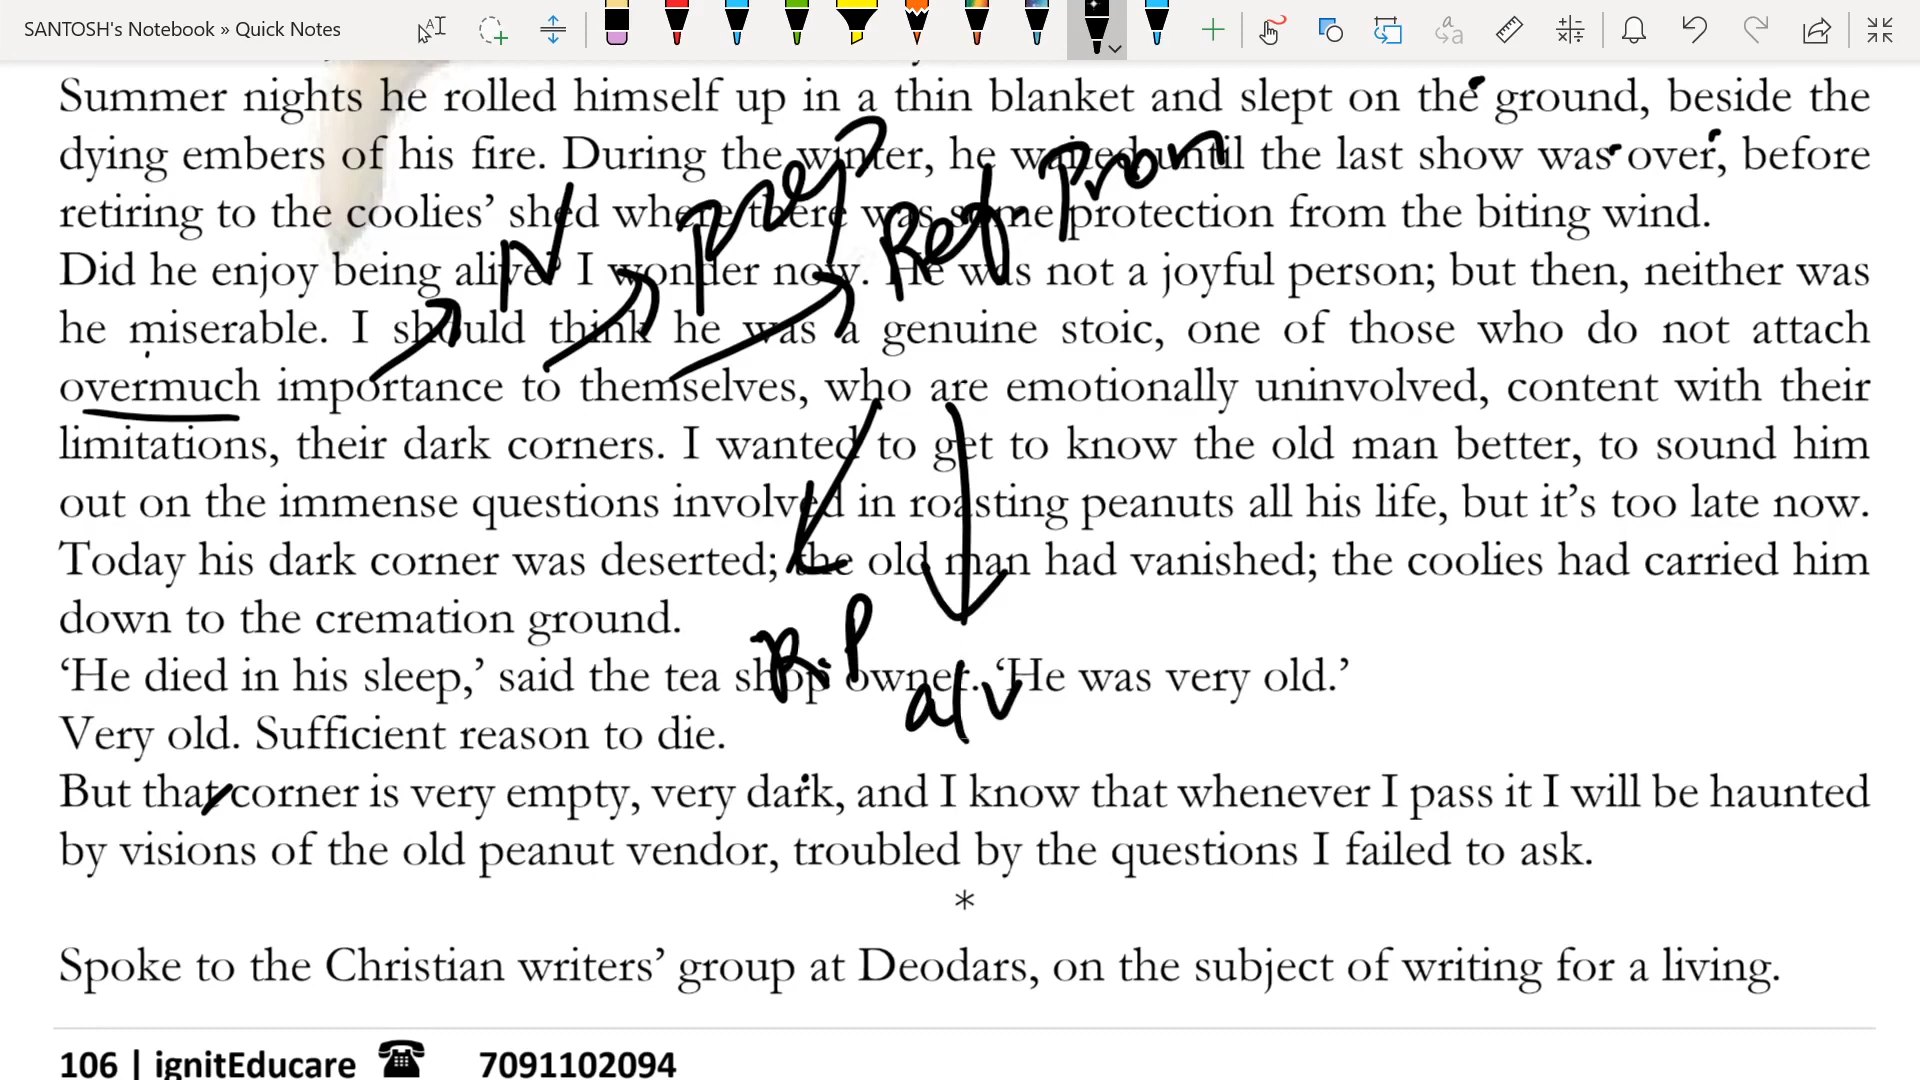 SANTOSH's Notebook » Quick Notes
Summer nights he rolled himself up in a thin blanket and slept on the ground, beside the
dying embers of his fire. During the winter, he waited until the last show was over, before
retiring to the coolies’ shed where there was some protection from the biting wind.
Did he enjoy being alive? I wonder now. He was not a joyful person; but then, neither was
he miserable. I should think he was a genuine stoic, one of those who do not attach
overmuch importance to themselves, who are emotionally uninvolved, content with their
limitations, their dark corners. I wanted to get to know the old man better, to sound him
out on the immense questions involved in roasting peanuts all his life, but it’s too late now.
Today his dark corner was deserted; the old man had vanished; the coolies had carried him
down to the cremation ground.
‘He died in his sleep,’ said the tea shop owner. ‘He was very old.’
Very old. Sufficient reason to die.
But that corner is very empty, very dark, and I know that whenever I pass it I will be haunted
by visions of the old peanut vendor, troubled by the questions I failed to ask.
*
Spoke to the Christian writers’ group at Deodars, on the subject of writing for a living.
106 | ignitEducare ☎ 7091102094
N
prep
Ref. Pron
R.P
a/v